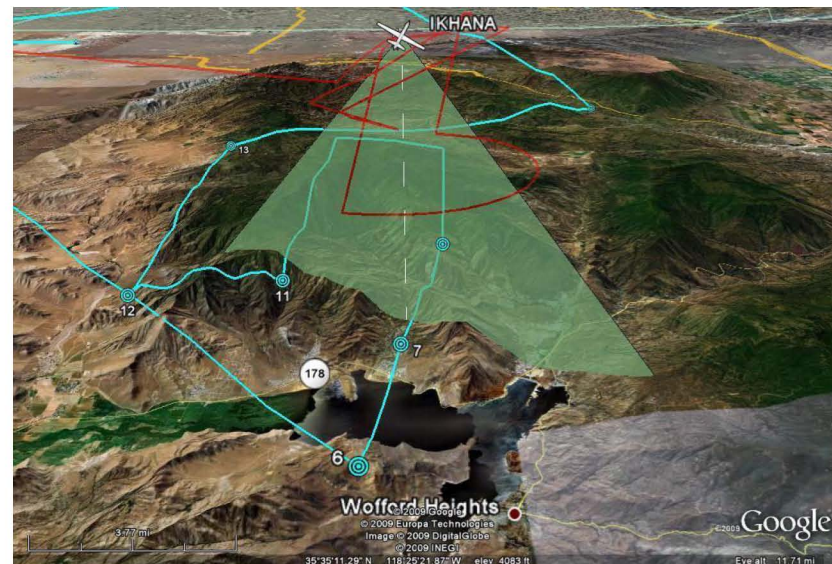 IKHANA
13
12
11
7
178
6
Wofford Heights
© 2009 Google
© 2009 Europa Technologies
Image © 2009 DigitalGlobe
© 2009 INEGI
©2009 Google
3.77 mi
35°35'11.29" N 118°25'21.87" W elev 4083 ft
Eye alt 11.71 mi